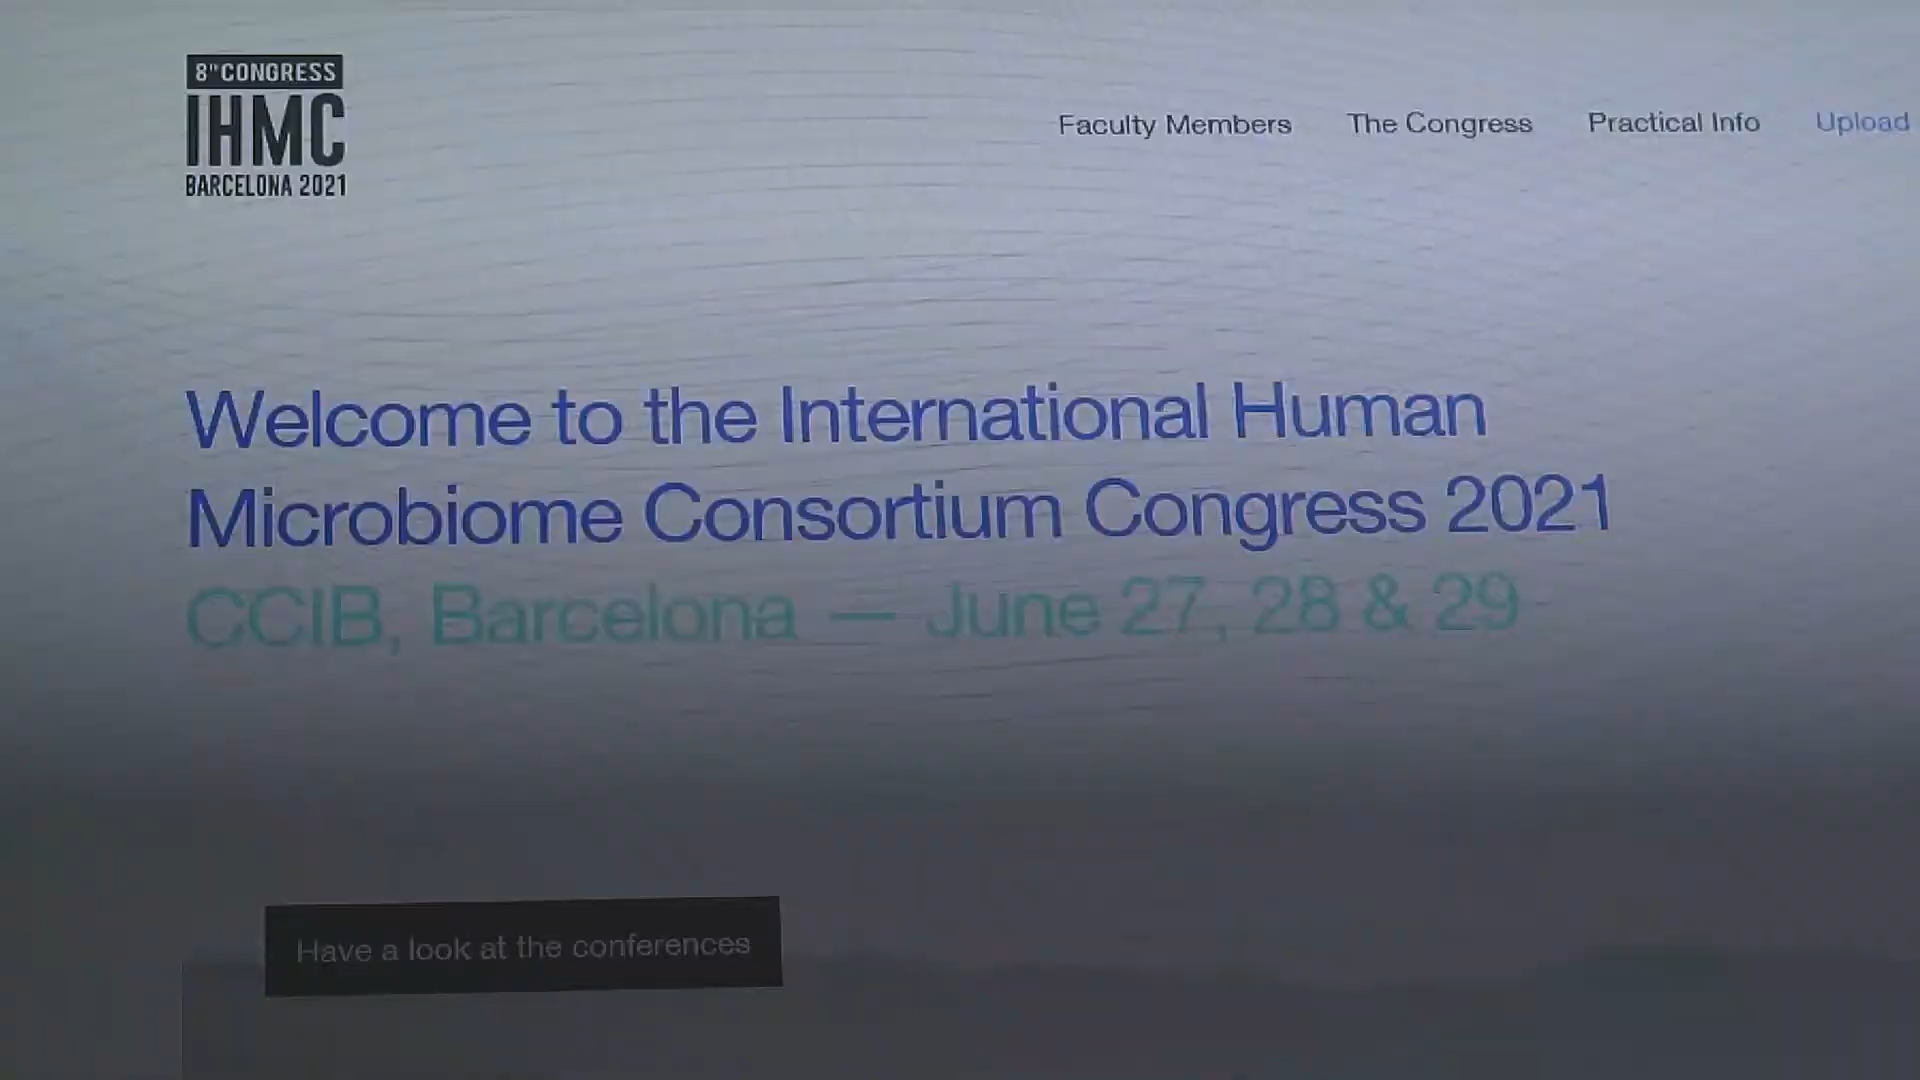 8TH CONGRESS
IHMC
BARCELONA 2021
Faculty Members The Congress Practical Info Upload
Welcome to the International Human
Microbiome Consortium Congress 2021
CCIB, Barcelona — June 27, 28 & 29
Have a look at the conferences